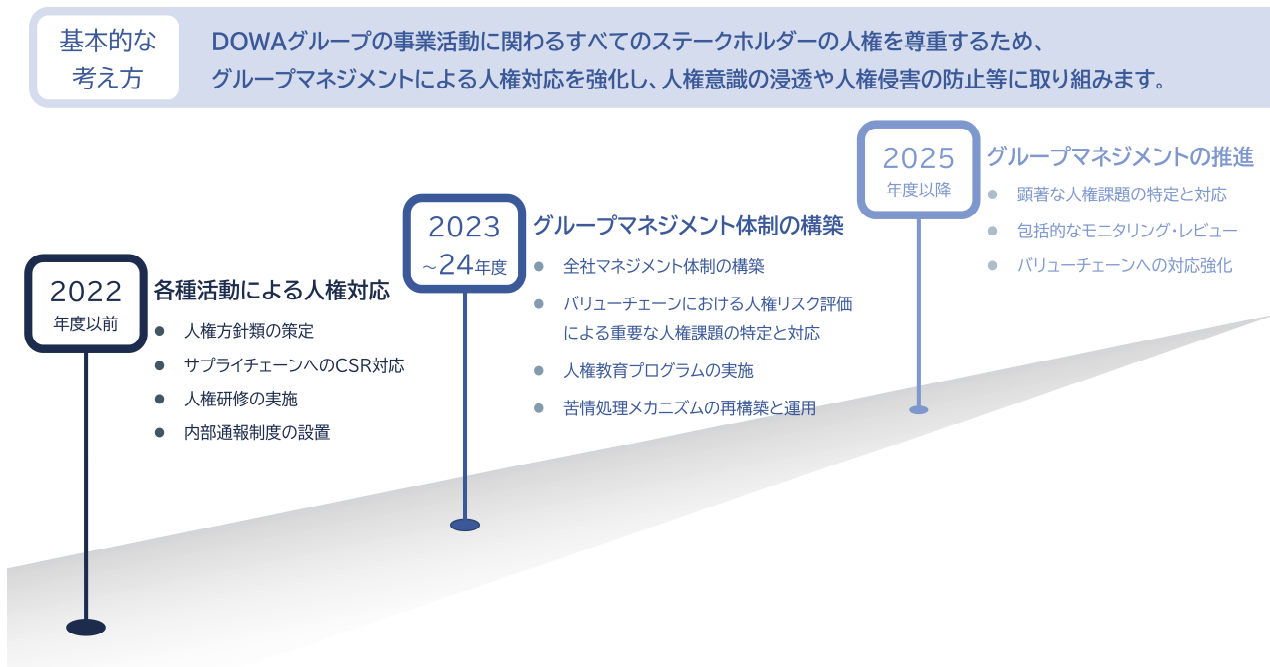 基本的な
考え方
DOWAグループの事業活動に関わるすべてのステークホルダーの人権を尊重するため、
グループマネジメントによる人権対応を強化し、人権意識の浸透や人権侵害の防止等に取り組みます。
2022
年度以前
各種活動による人権対応
● 人権方針類の策定
● サプライチェーンへのCSR対応
● 人権研修の実施
● 内部通報制度の設置
2023
～24年度
グループマネジメント体制の構築
● 全社マネジメント体制の構築
● バリューチェーンにおける人権リスク評価
による重要な人権課題の特定と対応
● 人権教育プログラムの実施
● 苦情処理メカニズムの再構築と運用
2025
年度以降
グループマネジメントの推進
● 顕著な人権課題の特定と対応
● 包括的なモニタリング・レビュー
● バリューチェーンへの対応強化